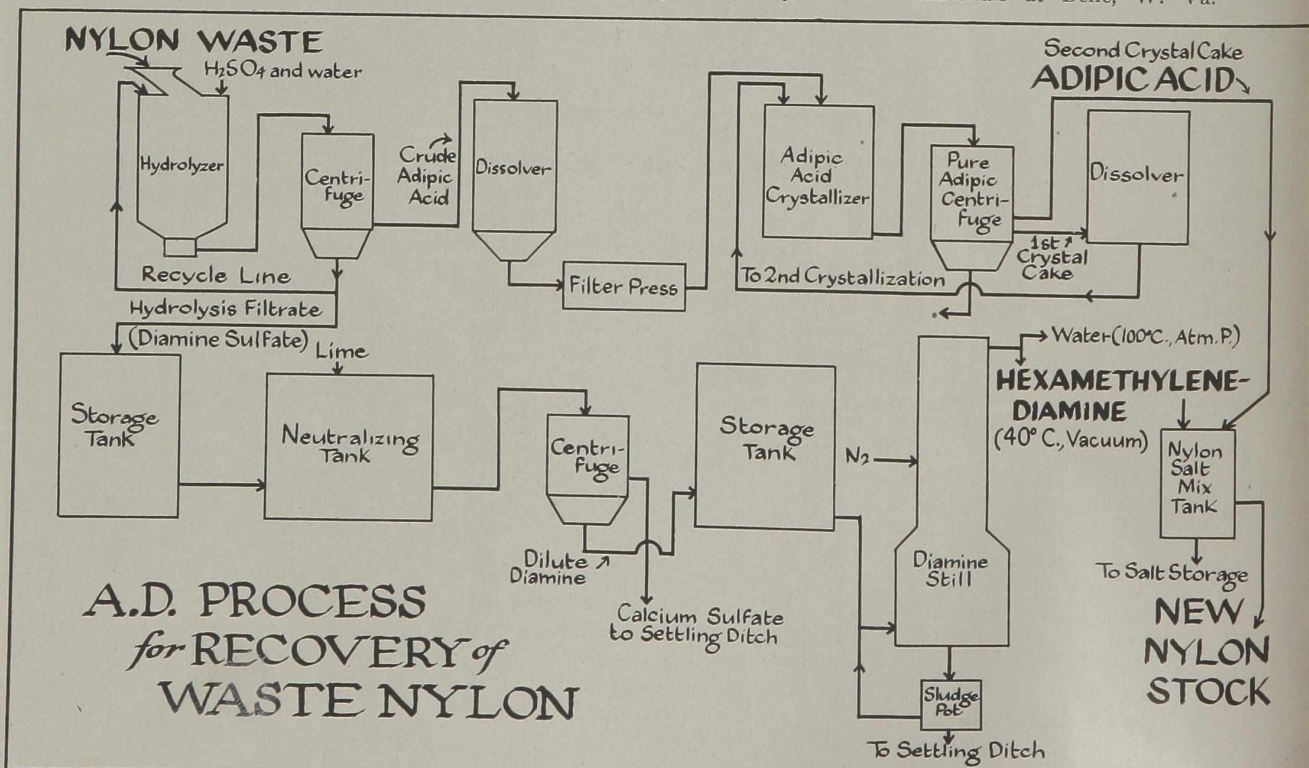 at Belle, W. Va.
NYLON WASTE
H₂SO₄ and water
Hydrolyzer
Centri-
fuge
Crude
Adipic
Acid
Dissolver
Filter Press
Adipic
Acid
Crystallizer
Pure
Adipic
Centri-
fuge
1st
Crystal
Cake
Dissolver
Second Crystal Cake
ADIPIC ACID
To 2nd Crystallization
Recycle Line
Hydrolysis Filtrate
(Diamine Sulfate)
Lime
Storage
Tank
Neutralizing
Tank
Centri-
fuge
Dilute
Diamine
Calcium Sulfate
to Settling Ditch
Storage
Tank
N₂
Diamine
Still
Water (100°C., Atm. P.)
HEXAMETHYLENE-
DIAMINE
(40° C., Vacuum)
Nylon
Salt
Mix
Tank
To Salt Storage
NEW
NYLON
STOCK
Sludge
Pot
To Settling Ditch
A.D. PROCESS
for RECOVERY of
WASTE NYLON